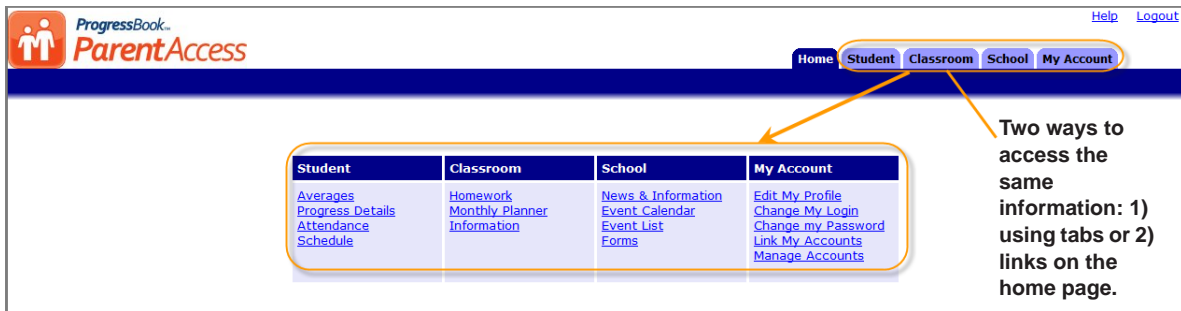 Help Logout
ProgressBook™
ParentAccess
Home Student Classroom School My Account
Two ways to
access the
same
information: 1)
using tabs or 2)
links on the
home page.
Student Classroom School My Account
Averages Homework News & Information Edit My Profile
Progress Details Monthly Planner Event Calendar Change My Login
Attendance Information Event List Change my Password
Schedule Forms Link My Accounts
Manage Accounts